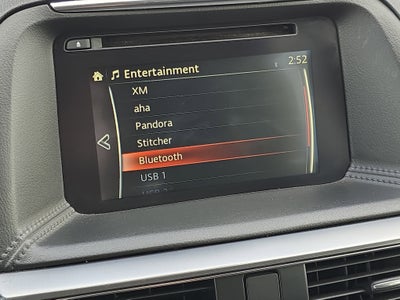 Entertainment 2:52
XM
aha
Pandora
Stitcher
Bluetooth
USB 1